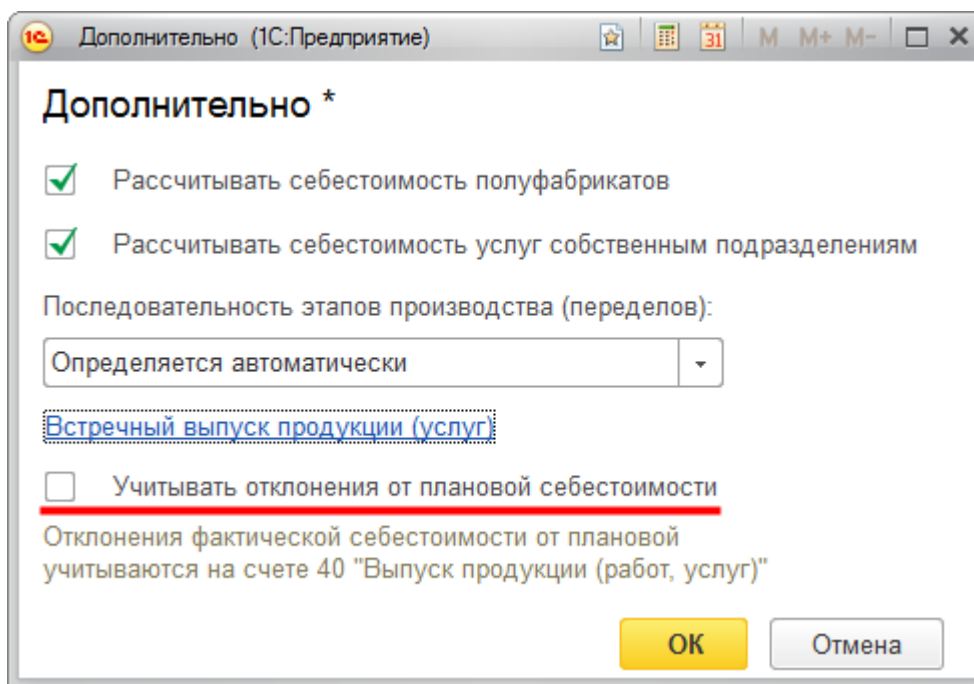 1С Дополнительно (1С:Предприятие) 31 M M+ M-
Дополнительно *
Рассчитывать себестоимость полуфабрикатов
Рассчитывать себестоимость услуг собственным подразделениям
Последовательность этапов производства (переделов):
Определяется автоматически
Встречный выпуск продукции (услуг)
Учитывать отклонения от плановой себестоимости
Отклонения фактической себестоимости от плановой
учитываются на счете 40 "Выпуск продукции (работ, услуг)"
ОК Отмена